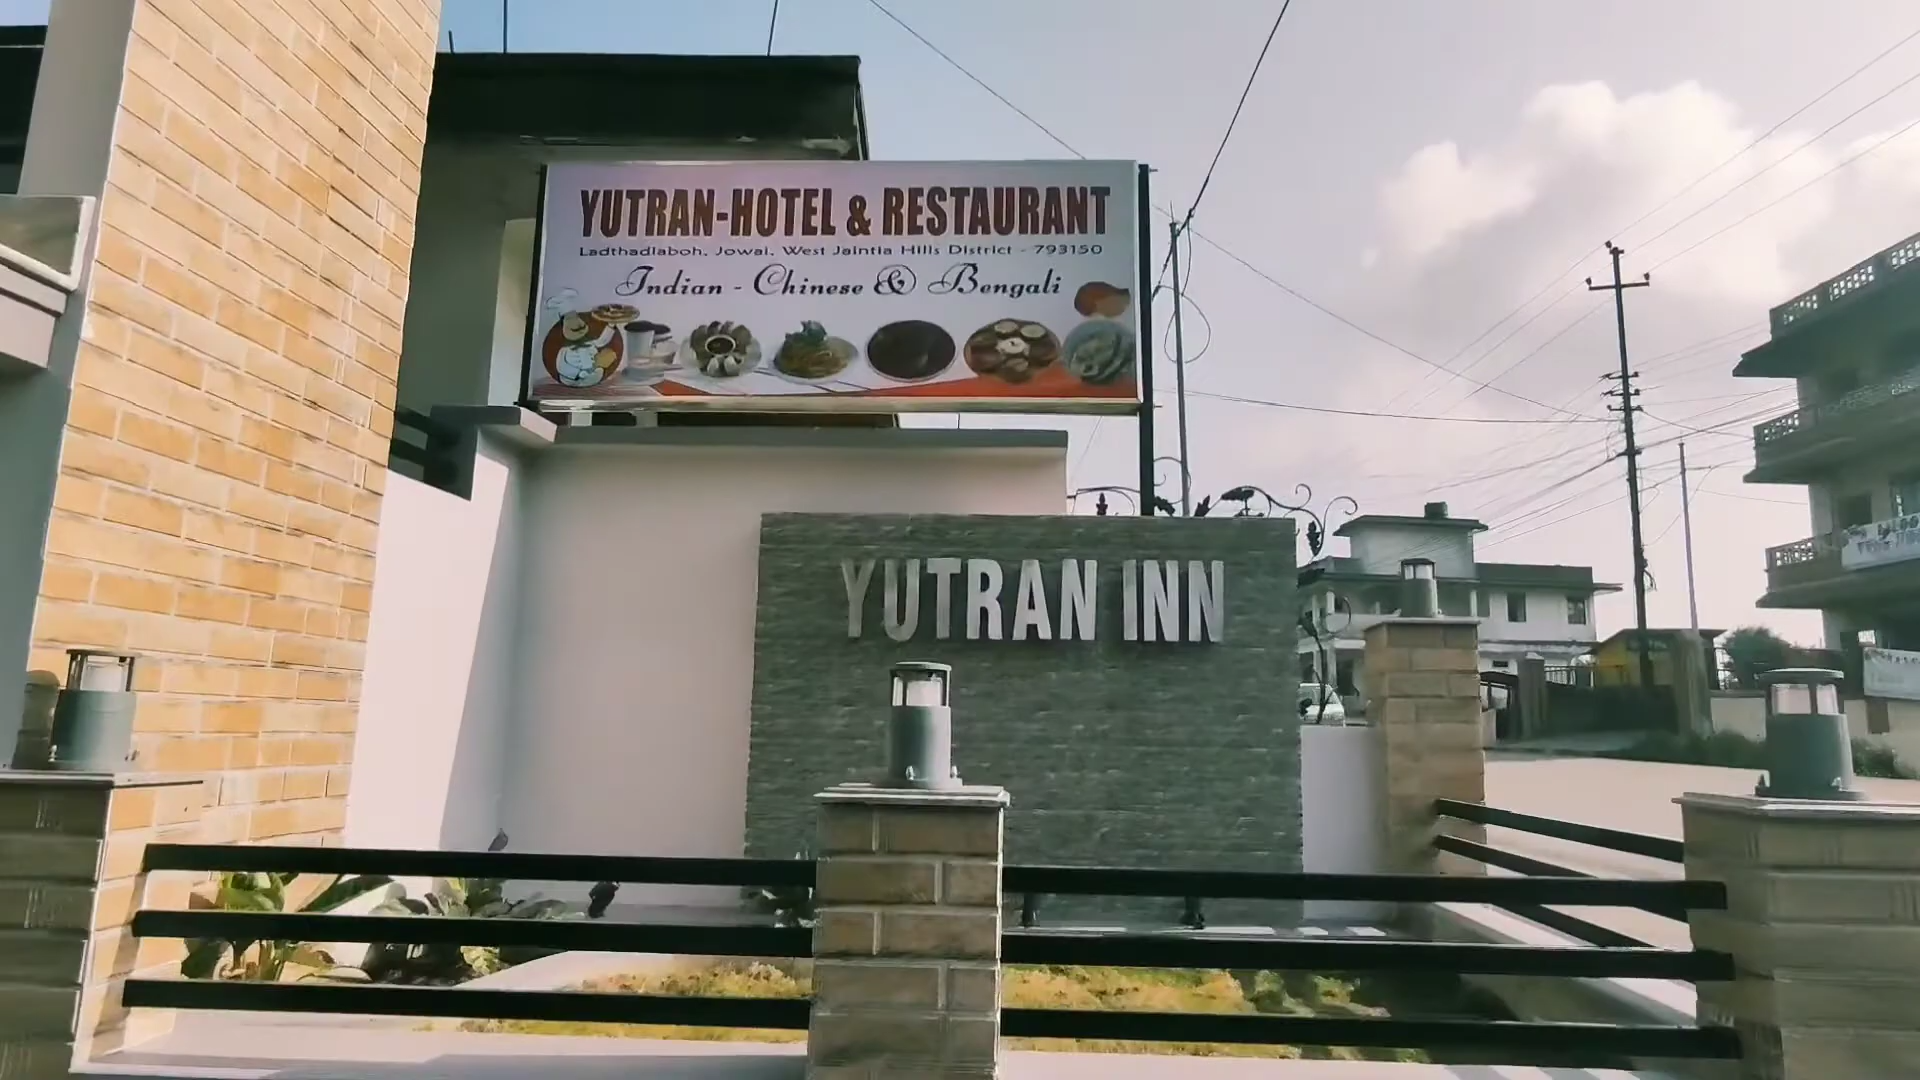 YUTRAN-HOTEL & RESTAURANT
Ladthadlaboh, Jowai, West Jaintia Hills District - 793150
Indian - Chinese & Bengali
YUTRAN INN